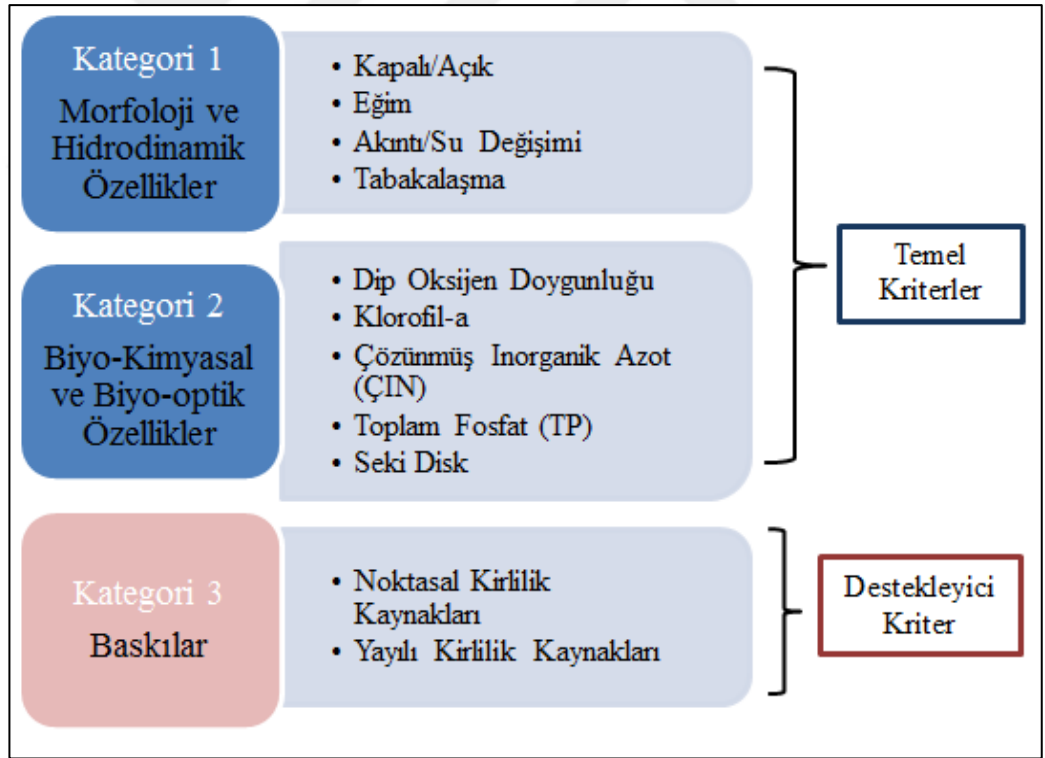 Kategori 1
Morfoloji ve
Hidrodinamik
Özellikler
• Kapalı/Açık
• Eğim
• Akıntı/Su Değişimi
• Tabakalaşma
Kategori 2
Biyo-Kimyasal
ve Biyo-optik
Özellikler
• Dip Oksijen Doygunluğu
• Klorofil-a
• Çözünmüş Inorganik Azot
(ÇIN)
• Toplam Fosfat (TP)
• Seki Disk
Temel
Kriterler
Kategori 3
Baskılar
• Noktasal Kirlilik
Kaynakları
• Yayılı Kirlilik Kaynakları
Destekleyici
Kriter